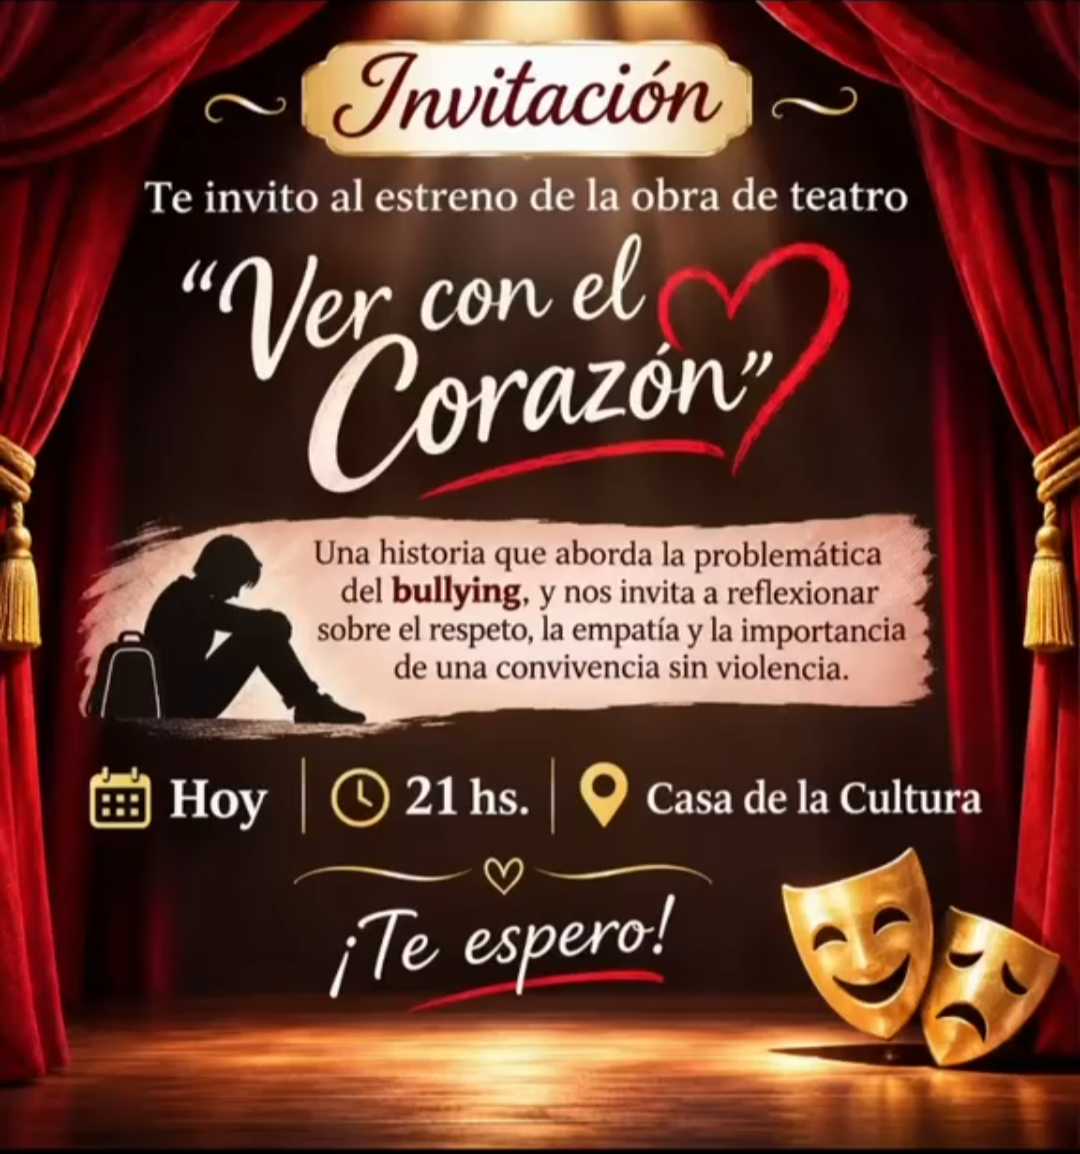 Invitación
Te invito al estreno de la obra de teatro
“Ver con el
Corazón”
Una historia que aborda la problemática
del bullying, y nos invita a reflexionar
sobre el respeto, la empatía y la importancia
de una convivencia sin violencia.
Hoy | 21 hs. | Casa de la Cultura
¡Te espero!